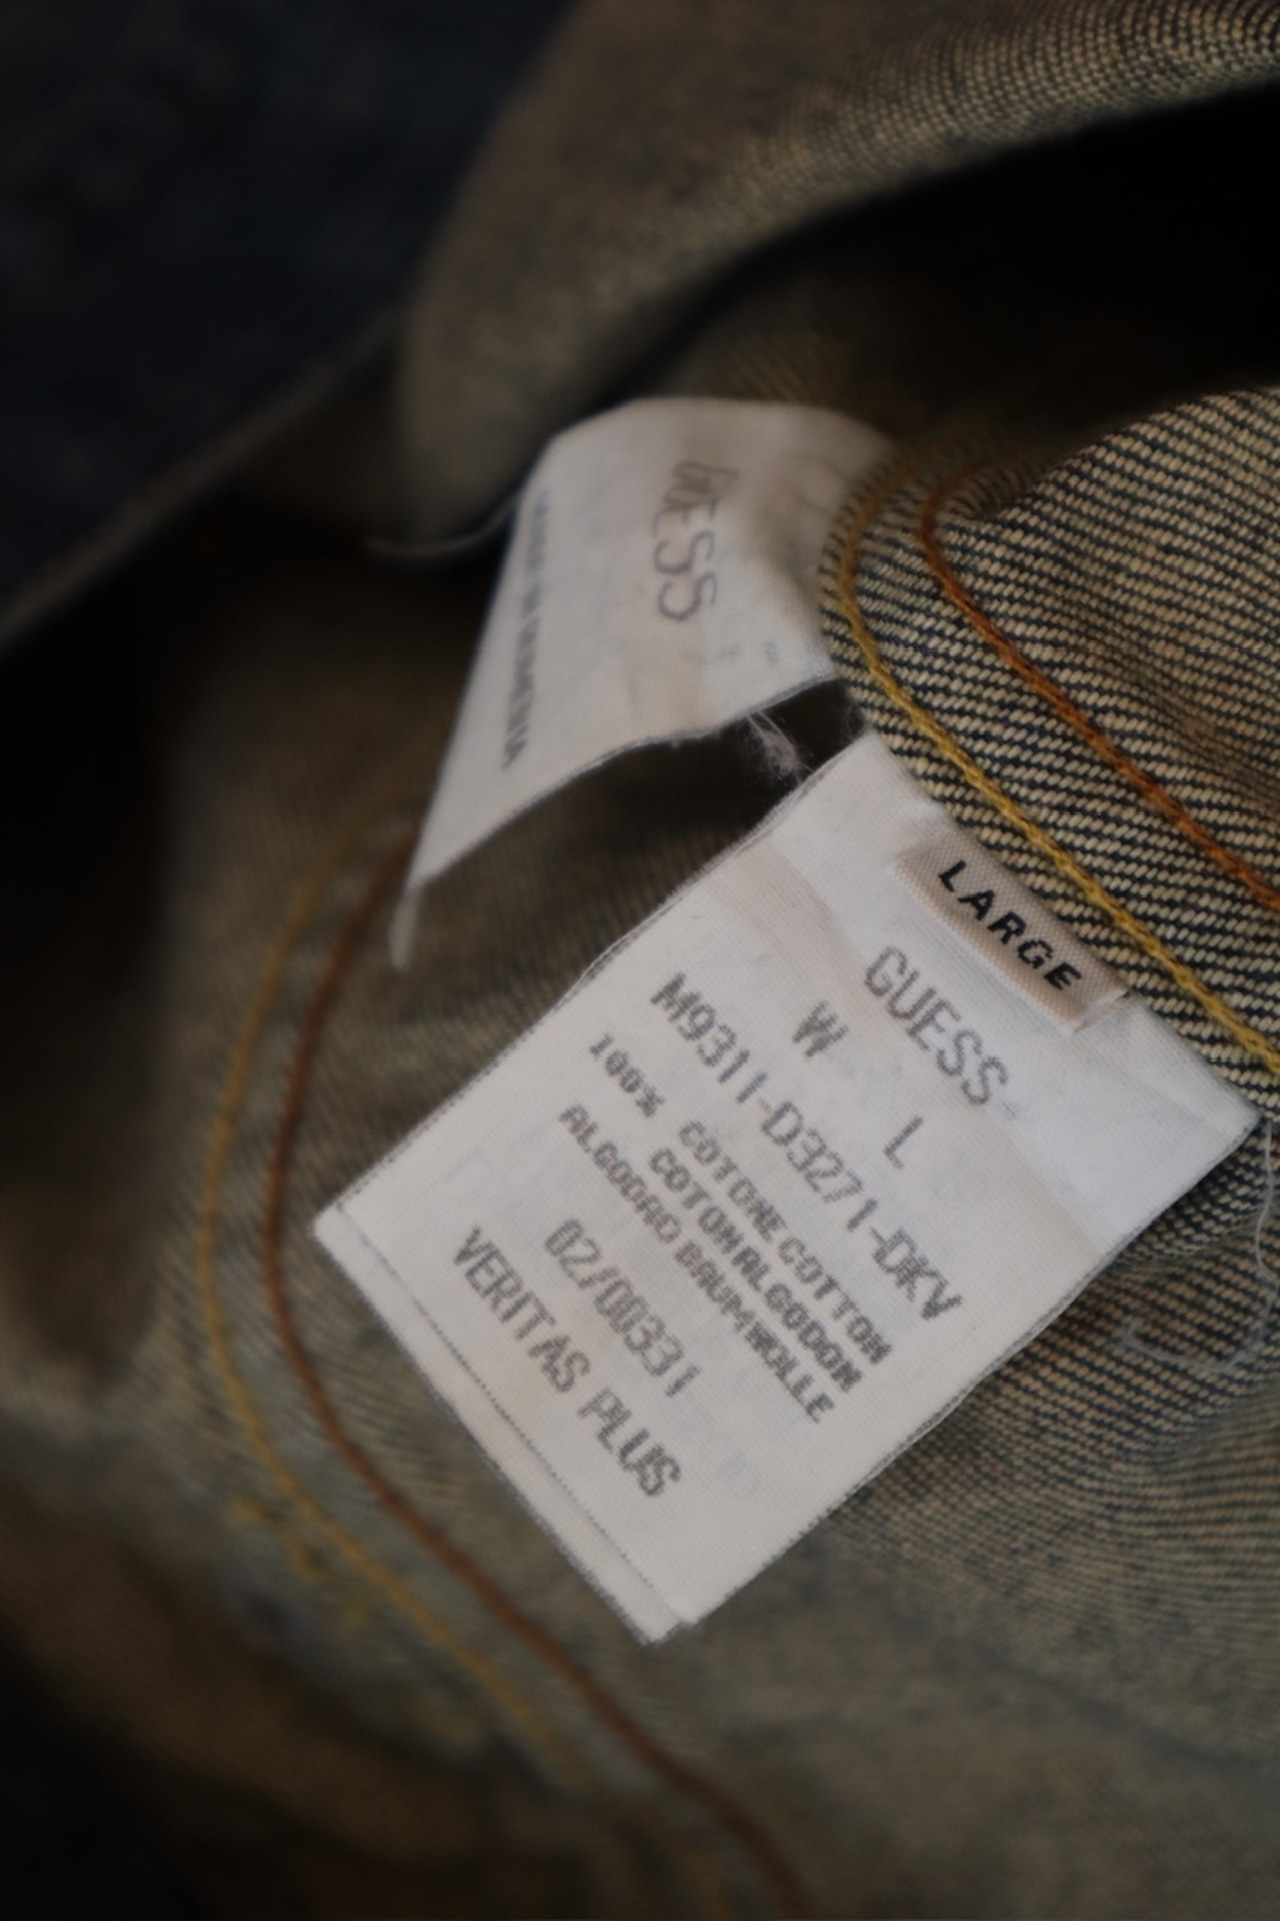 GUESS
LARGE
GUESS
W L
M9311-D3271-DKV
100% COTONE COTTON
COTON ALGODON
ALGODAO BAUMWOLLE
02/00331
VERITAS PLUS